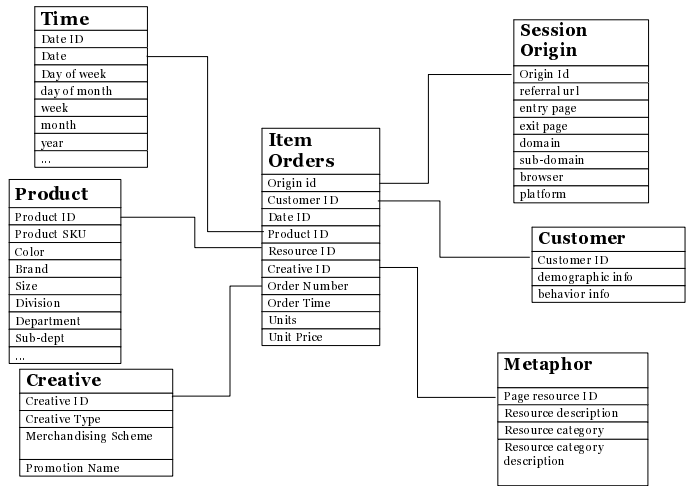 Time
Date ID
Date
Day of week
day of month
week
month
year
...
Product
Product ID
Product SKU
Color
Brand
Size
Division
Department
Sub-dept
...
Creative
Creative ID
Creative Type
Merchandising Scheme
Promotion Name
Item
Orders
Origin id
Customer ID
Date ID
Product ID
Resource ID
Creative ID
Order Number
Order Time
Units
Unit Price
Session
Origin
Origin Id
referral url
entry page
exit page
domain
sub-domain
browser
platform
Customer
Customer ID
demographic info
behavior info
Metaphor
Page resource ID
Resource description
Resource category
Resource category
description